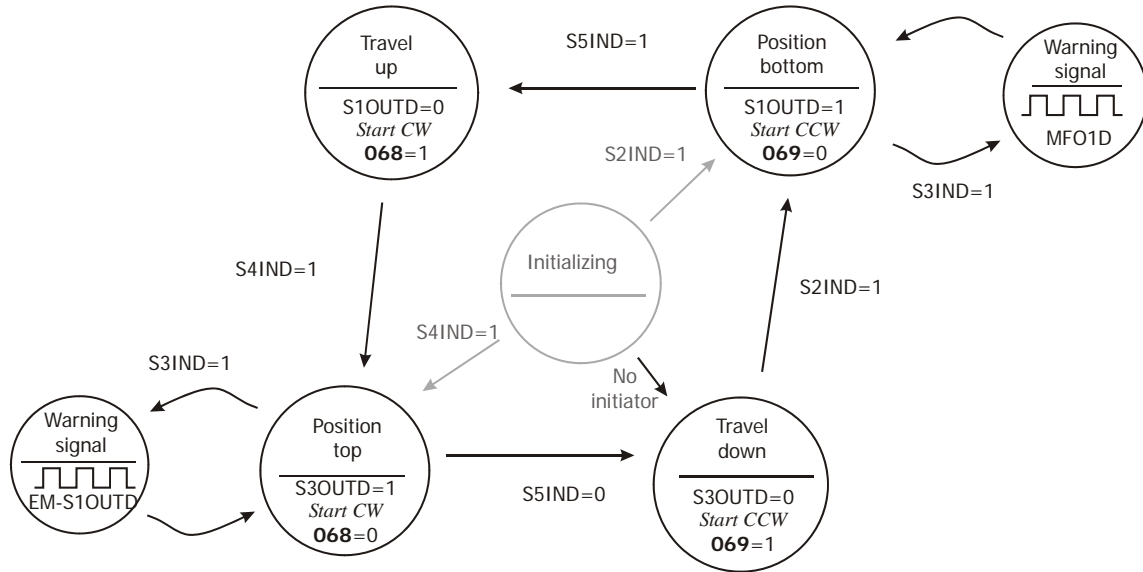 Travel
up
S1OUTD=0
Start CW
068=1
S5IND=1
Position
bottom
S1OUTD=1
Start CCW
069=0
Warning
signal
MFO1D
S3IND=1
S2IND=1
Initializing
S4IND=1
S2IND=1
S4IND=1
No
initiator
S3IND=1
Warning
signal
EM-S1OUTD
Position
top
S3OUTD=1
Start CW
068=0
S5IND=0
Travel
down
S3OUTD=0
Start CCW
069=1